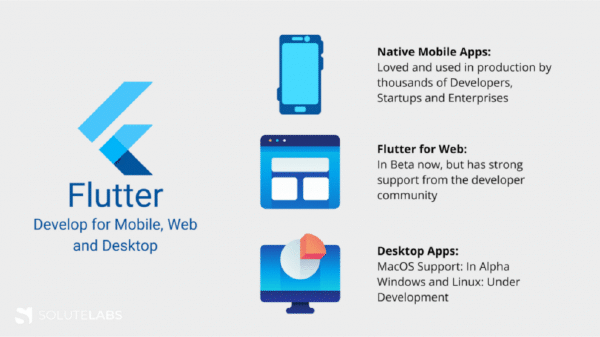 Flutter
Develop for Mobile, Web
and Desktop
Native Mobile Apps:
Loved and used in production by
thousands of Developers,
Startups and Enterprises
Flutter for Web:
In Beta now, but has strong
support from the developer
community
Desktop Apps:
MacOS Support: In Alpha
Windows and Linux: Under
Development
SOLUTELABS